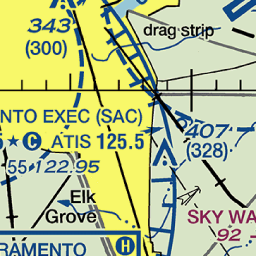 343
(300)
drag strip
NTO EXEC (SAC)
C ATIS 125.5
407
(328)
55 122.95
Elk
Grove
SKY WA
92
RAMENTO
H